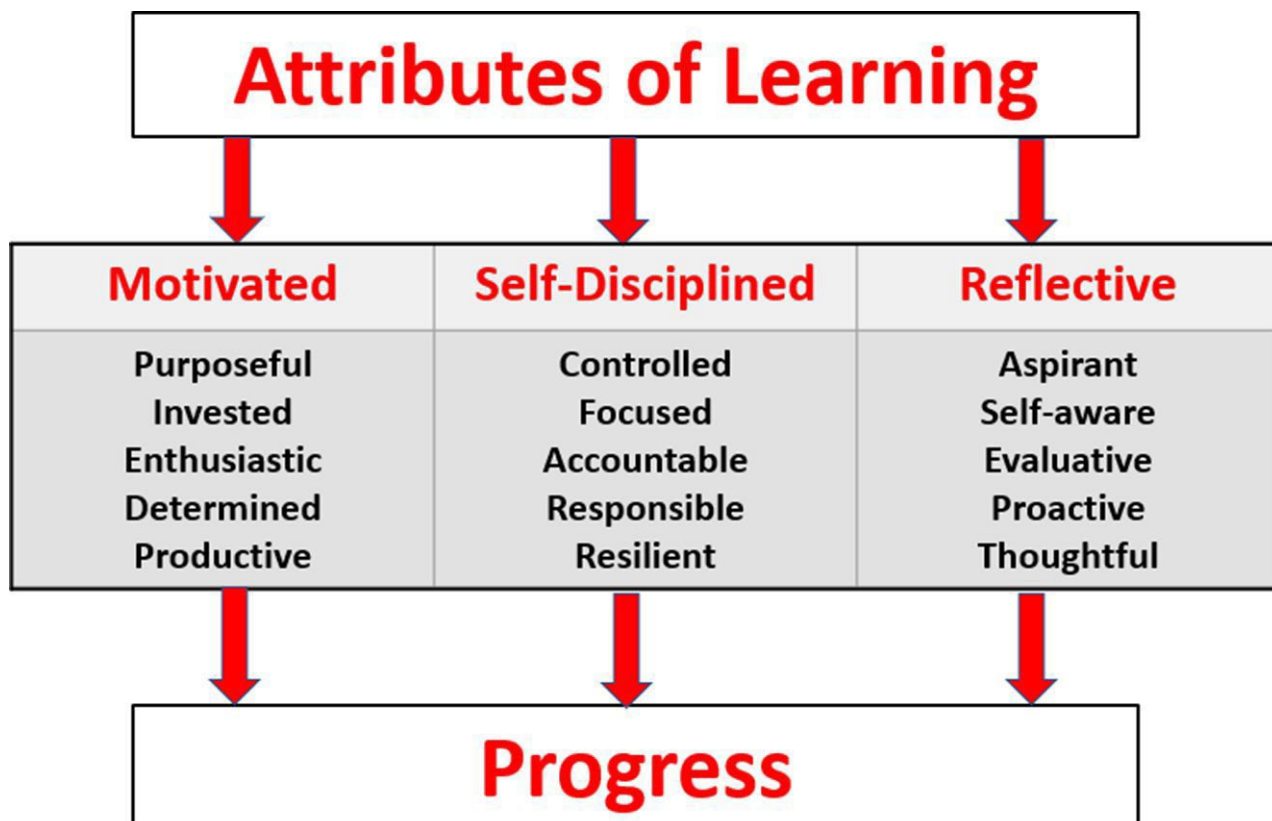 Attributes of Learning
Motivated
Self-Disciplined
Reflective
Purposeful
Invested
Enthusiastic
Determined
Productive
Controlled
Focused
Accountable
Responsible
Resilient
Aspirant
Self-aware
Evaluative
Proactive
Thoughtful
Progress